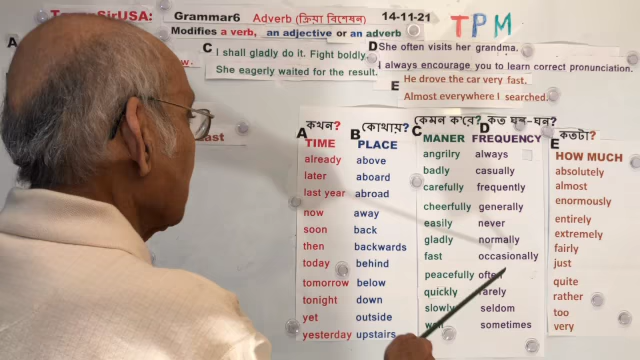 SirUSA: Grammar6 Adverb (ক্রিয়া বিশেষন) 14-11-21
TPM
Modifies a verb, an adjective or an adverb
A
C I shall gladly do it. Fight boldly.
She eagerly waited for the result.
D She often visits her grandma.
I always encourage you to learn correct pronunciation.
E He drove the car very fast.
Almost everywhere I searched.
কখন?
A
TIME
already
later
last year
now
soon
then
today
tomorrow
tonight
yet
yesterday
কোথায়?
B
PLACE
above
aboard
abroad
away
back
backwards
behind
below
down
outside
upstairs
কেমন ক'রে?
C
MANER
angrilry
badly
carefully
cheerfully
easily
gladly
fast
peacefully
quickly
slowly
well
কত ঘন-ঘন?
D
FREQUENCY
always
casually
frequently
generally
never
normally
occasionally
often
rarely
seldom
sometimes
কতটা?
E
HOW MUCH
absolutely
almost
enormously
entirely
extremely
fairly
just
quite
rather
too
very